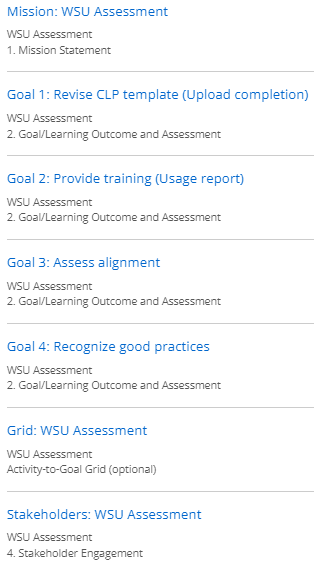 Mission: WSU Assessment
WSU Assessment
1. Mission Statement
Goal 1: Revise CLP template (Upload completion)
WSU Assessment
2. Goal/Learning Outcome and Assessment
Goal 2: Provide training (Usage report)
WSU Assessment
2. Goal/Learning Outcome and Assessment
Goal 3: Assess alignment
WSU Assessment
2. Goal/Learning Outcome and Assessment
Goal 4: Recognize good practices
WSU Assessment
2. Goal/Learning Outcome and Assessment
Grid: WSU Assessment
WSU Assessment
Activity-to-Goal Grid (optional)
Stakeholders: WSU Assessment
WSU Assessment
4. Stakeholder Engagement